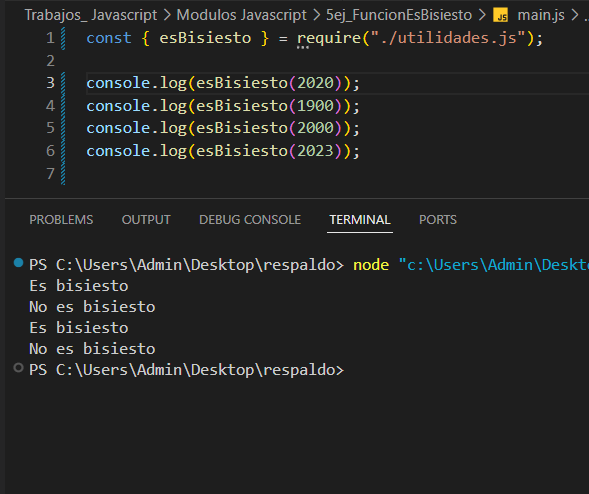 Trabajos_ Javascript > Modulos Javascript > 5ej_FuncionEsBisiesto > JS main.js > ..
1 const { esBisiesto } = require("./utilidades.js");
2
3 console.log(esBisiesto(2020));
4 console.log(esBisiesto(1900));
5 console.log(esBisiesto(2000));
6 console.log(esBisiesto(2023));
7
PROBLEMS OUTPUT DEBUG CONSOLE TERMINAL PORTS
PS C:\Users\Admin\Desktop\respaldo> node "c:\Users\Admin\Deskt
Es bisiesto
No es bisiesto
Es bisiesto
No es bisiesto
PS C:\Users\Admin\Desktop\respaldo>